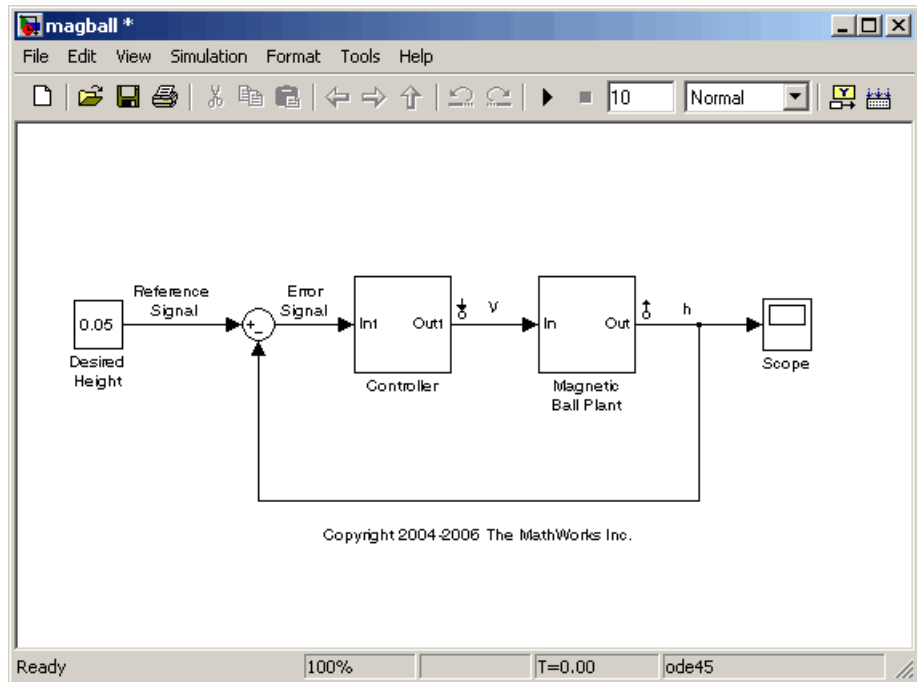 magball *
File Edit View Simulation Format Tools Help
10 Normal
Reference
Signal
Error
Signal
0.05
Desired
Height
+
-
In1 Out1
Controller
V
In Out
Magnetic
Ball Plant
h
Scope
Copyright 2004-2006 The MathWorks Inc.
Ready 100% T=0.00 ode45